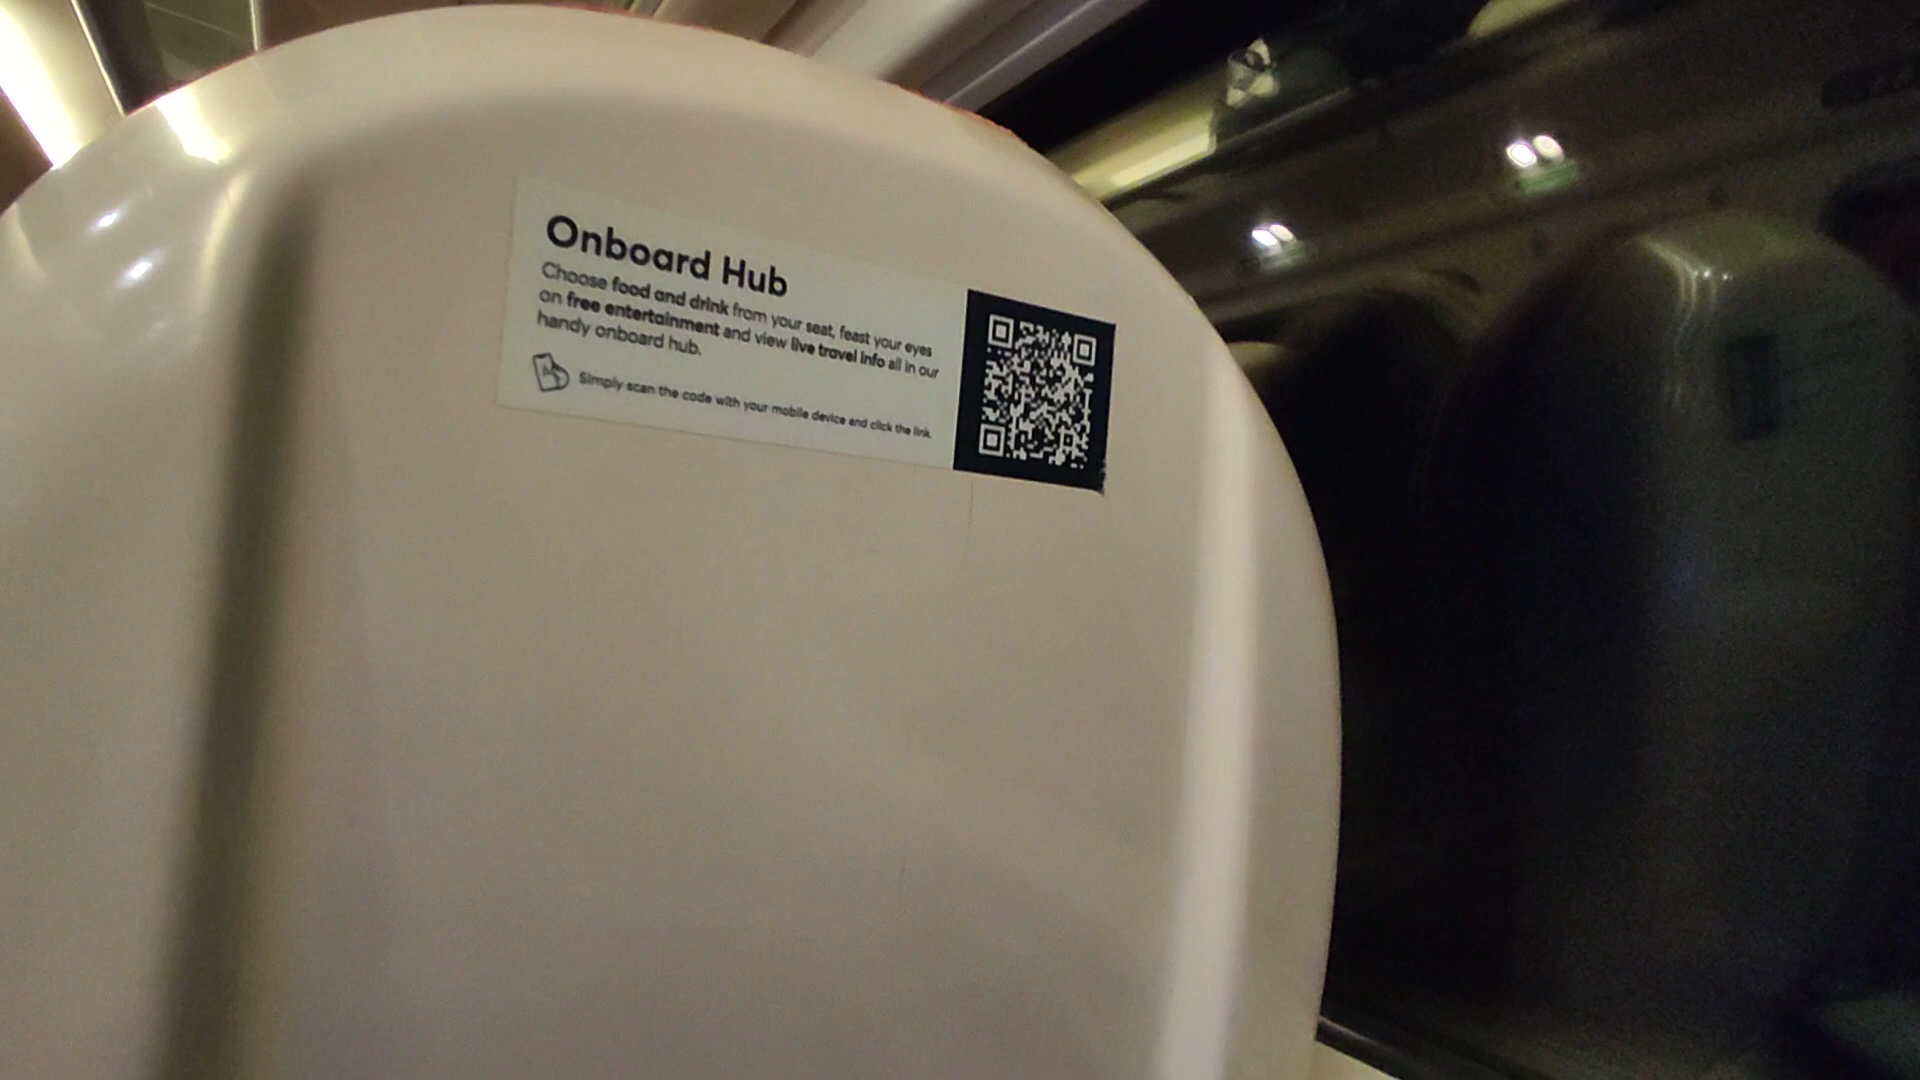 Onboard Hub
Choose food and drink from your seat, feast your eyes
on free entertainment and view live travel info all in our
handy onboard hub.
Simply scan the code with your mobile device and click the link.